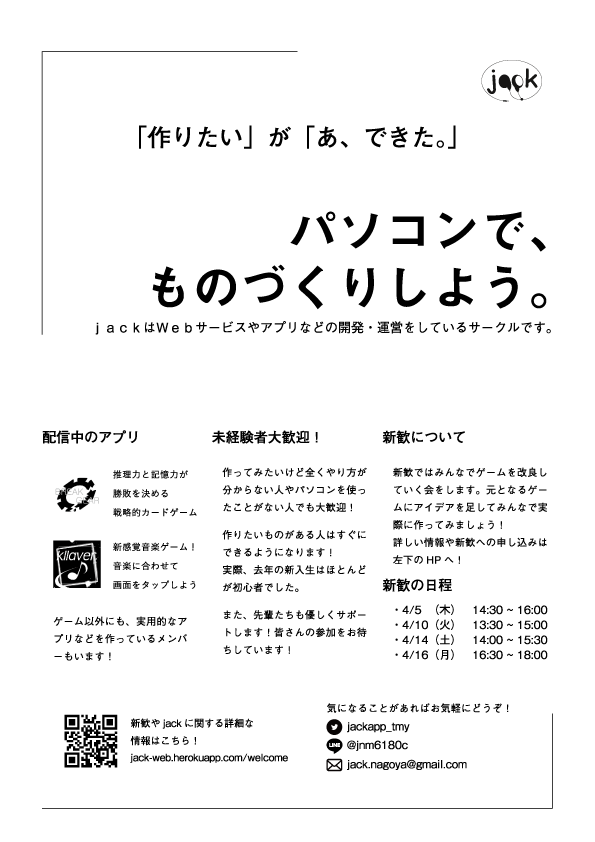 jack
「作りたい」が「あ、できた。」
パソコンで、
ものづくりしよう。
jackはWebサービスやアプリなどの開発・運営をしているサークルです。
配信中のアプリ
推理力と記憶力が
勝敗を決める
戦略的カードゲーム
killaver
新感覚音楽ゲーム！
音楽に合わせて
画面をタップしよう
ゲーム以外にも、実用的なア
プリなどを作っているメンバ
ーもいます！
未経験者大歓迎！
作ってみたいけど全くやり方が
分からない人やパソコンを使っ
たことがない人でも大歓迎！
作りたいものがある人はすぐに
できるようになります！
実際、去年の新入生はほとんど
が初心者でした。
また、先輩たちも優しくサポー
トします！皆さんの参加をお待
ちしています！
新歓について
新歓ではみんなでゲームを改良し
ていく会をします。元となるゲー
ムにアイデアを足してみんなで実
際に作ってみましょう！
詳しい情報や新歓への申し込みは
左下の HP へ！
新歓の日程
・4/5 （木） 14:30 ~ 16:00
・4/10（火） 13:30 ~ 15:00
・4/14（土） 14:00 ~ 15:30
・4/16（月） 16:30 ~ 18:00
新歓や jack に関する詳細な
情報はこちら！
jack-web.herokuapp.com/welcome
気になることがあればお気軽にどうぞ！
jackapp_tmy
LINE
@jnm6180c
jack.nagoya@gmail.com